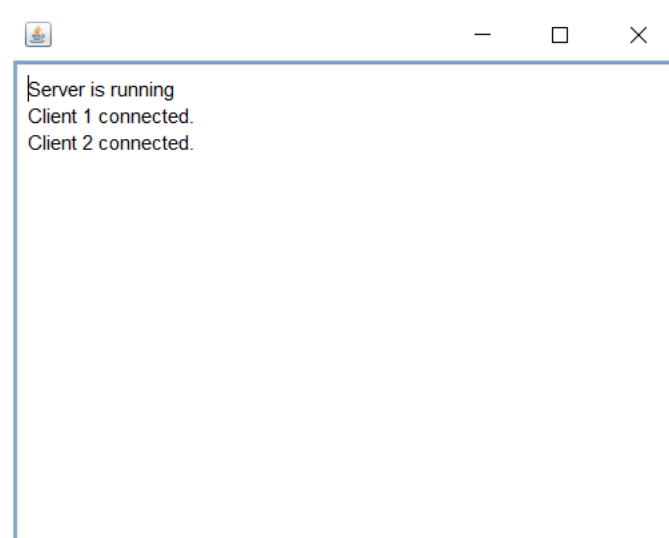 Server is running
Client 1 connected.
Client 2 connected.